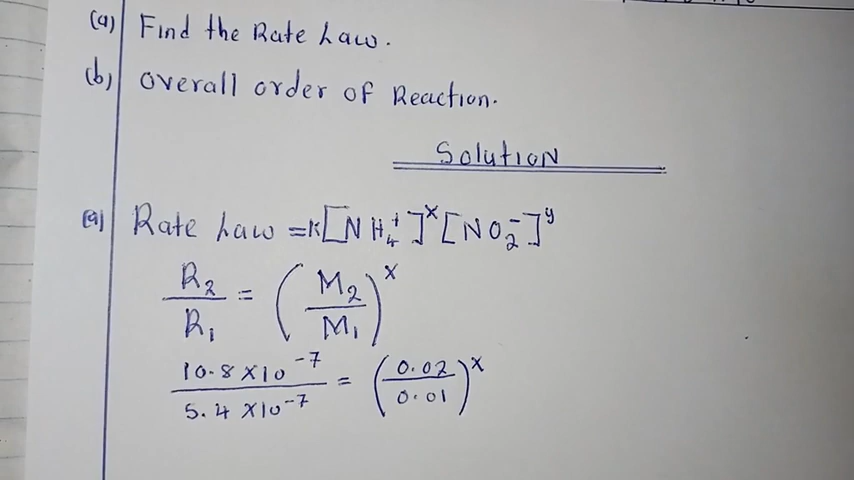 (a) Find the Rate Law.
(b) Overall order of Reaction.
Solution
(a) Rate Law = K[NH₄⁺]ˣ [NO₂⁻]ʸ
R₂/R₁ = (M₂/M₁)ˣ
10.8 × 10⁻⁷ / 5.4 × 10⁻⁷ = (0.02/0.01)ˣ